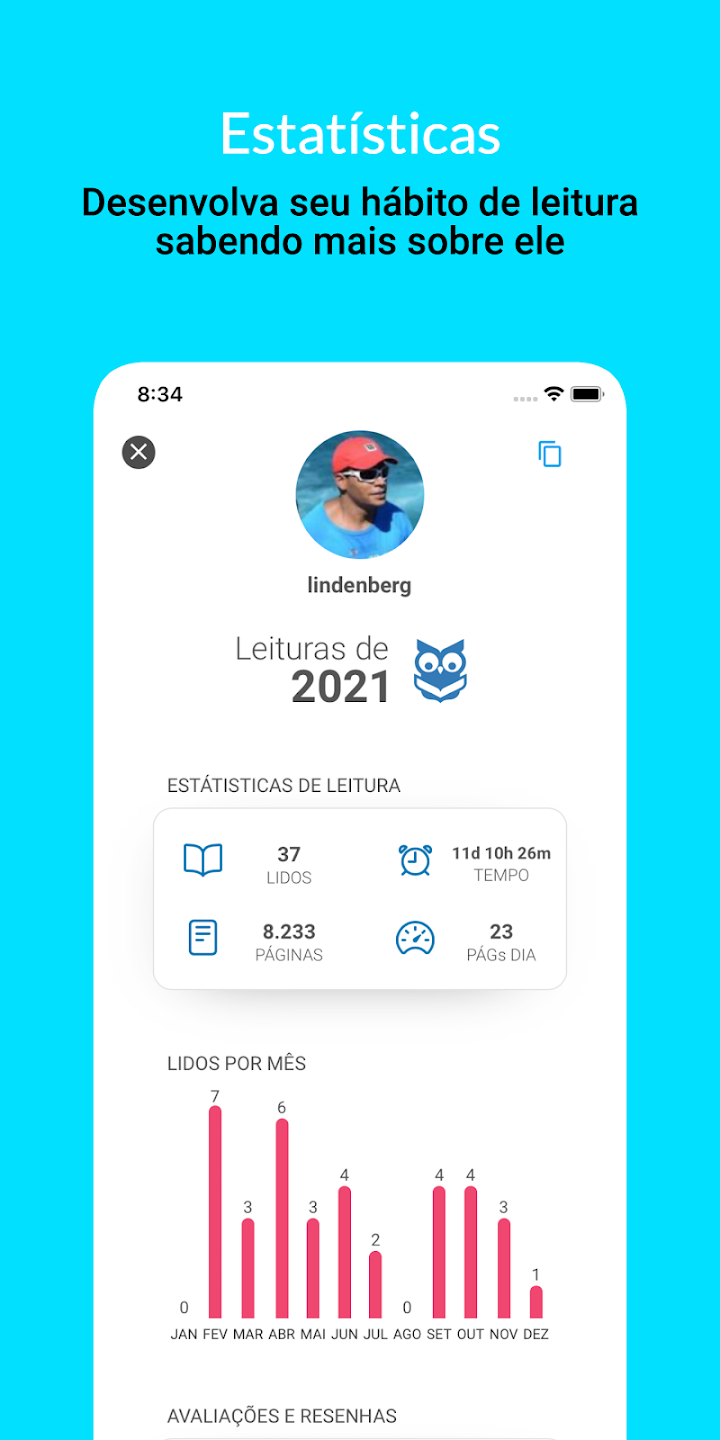 Estatísticas
Desenvolva seu hábito de leitura
sabendo mais sobre ele
8:34
lindenberg
Leituras de
2021
ESTÁTISTICAS DE LEITURA
37
LIDOS
11d 10h 26m
TEMPO
8.233
PÁGINAS
23
PÁGs DIA
LIDOS POR MÊS
0 7 3 6 3 4 2 0 4 4 3 1
JAN FEV MAR ABR MAI JUN JUL AGO SET OUT NOV DEZ
AVALIAÇÕES E RESENHAS